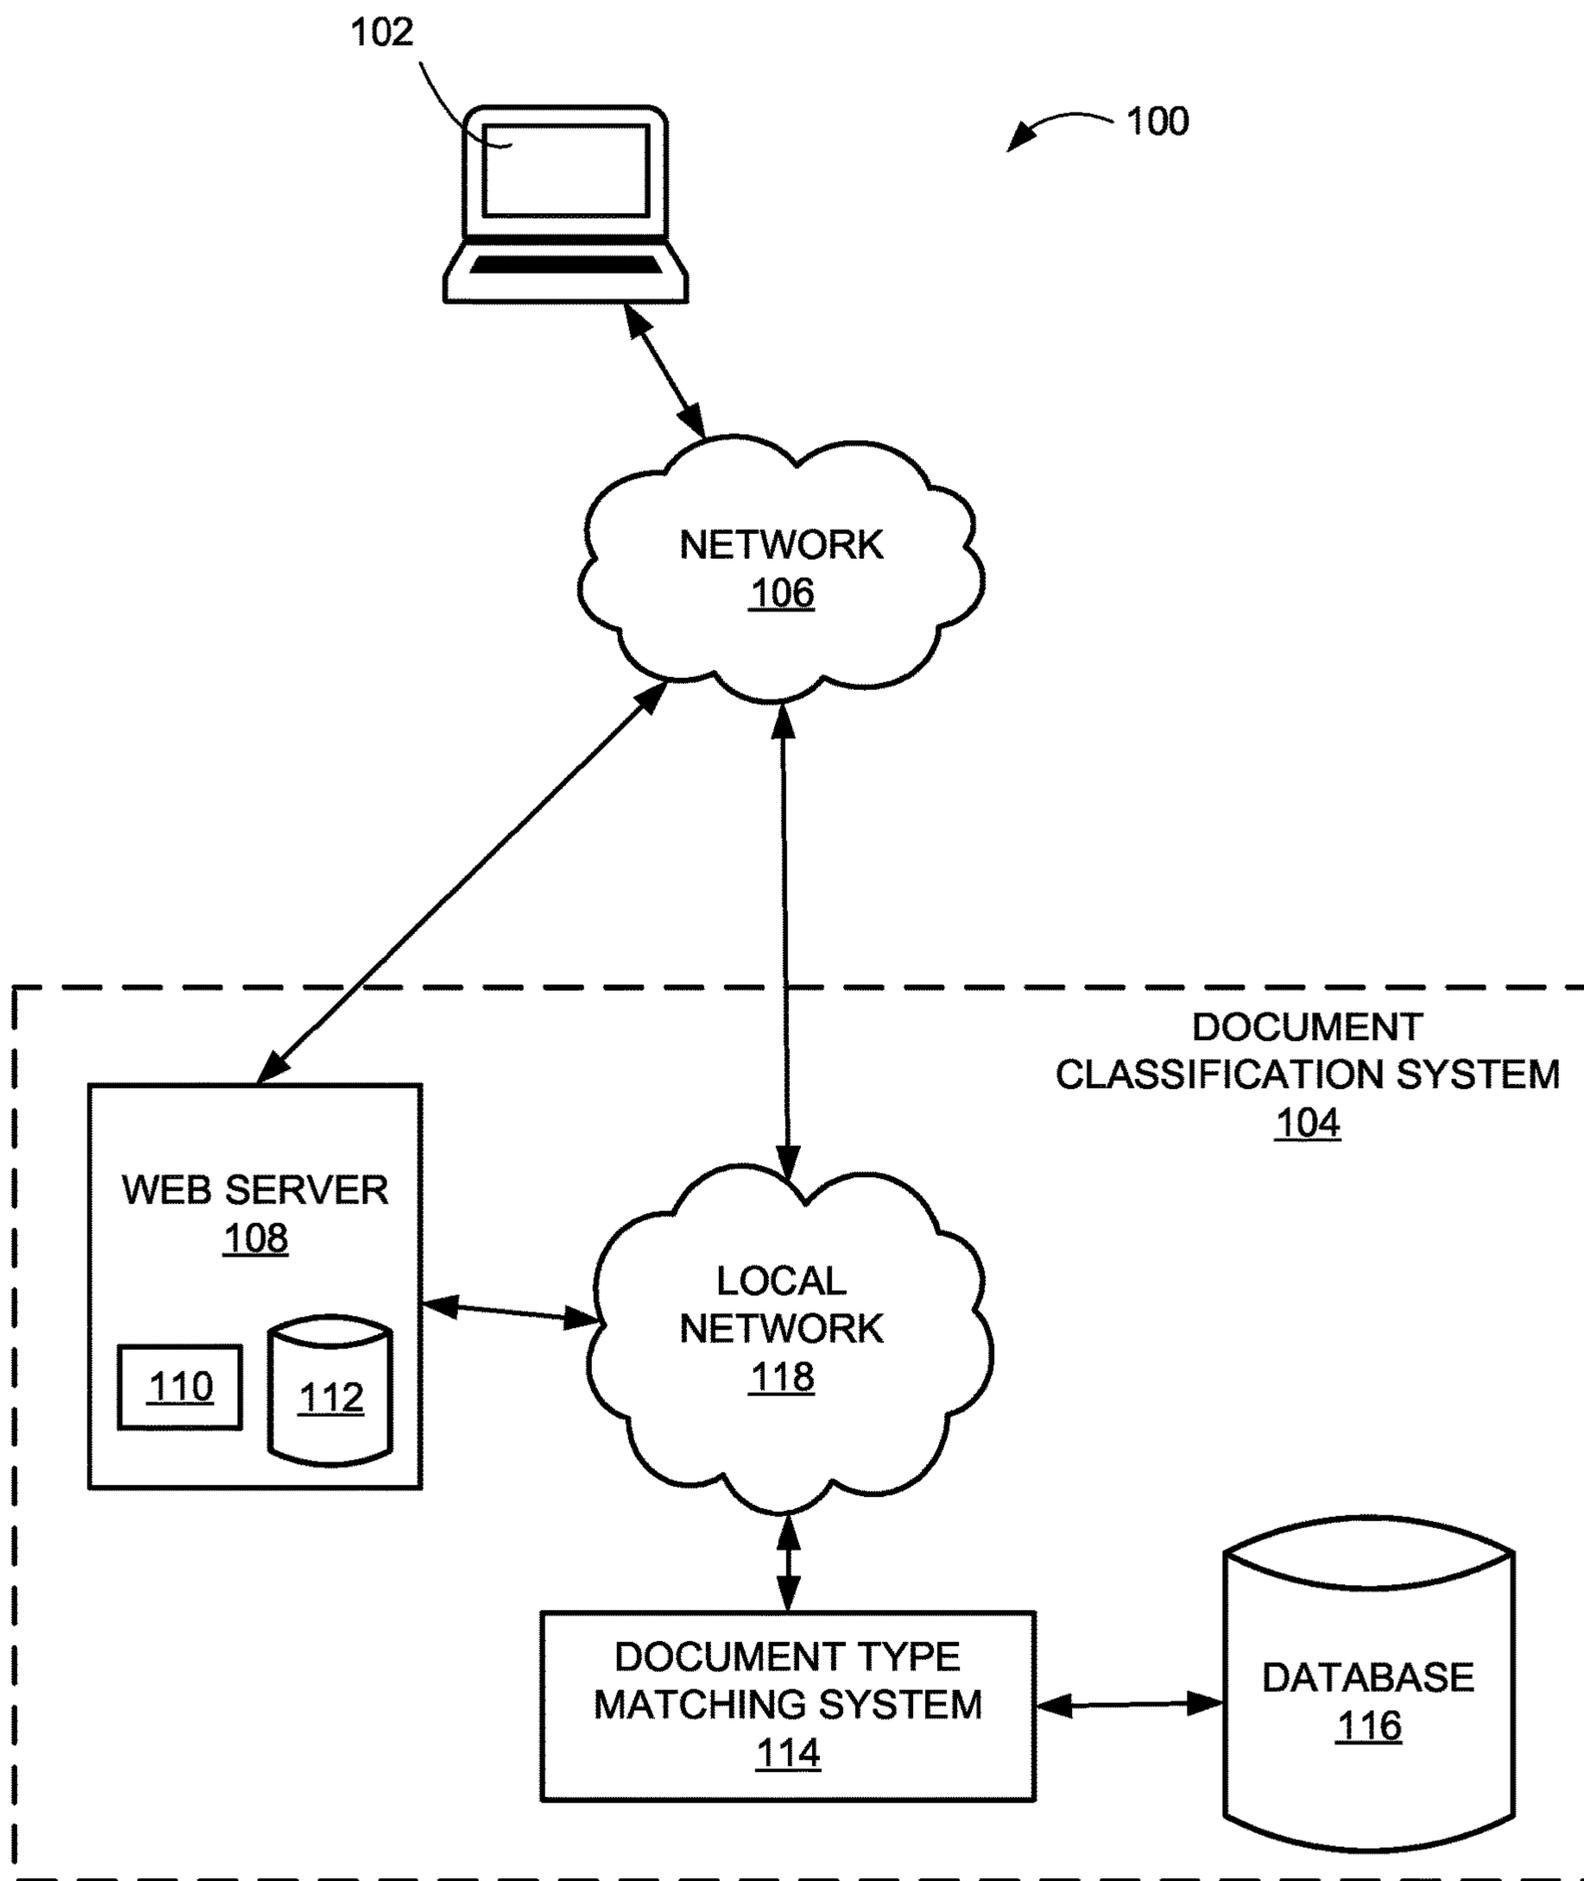 102
100
NETWORK
106
DOCUMENT
CLASSIFICATION SYSTEM
104
WEB SERVER
108
110
112
LOCAL
NETWORK
118
DOCUMENT TYPE
MATCHING SYSTEM
114
DATABASE
116